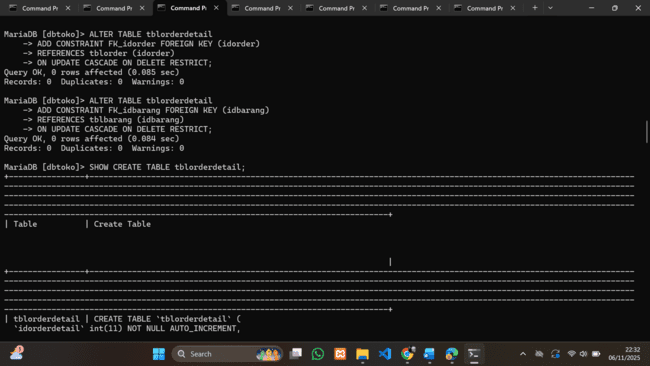 Command Pr
Command Pr
Command Pr
Command Pr
Command Pr
Command Pr
Command Pr
MariaDB [dbtoko]> ALTER TABLE tblorderdetail
-> ADD CONSTRAINT FK_idorder FOREIGN KEY (idorder)
-> REFERENCES tblorder (idorder)
-> ON UPDATE CASCADE ON DELETE RESTRICT;
Query OK, 0 rows affected (0.085 sec)
Records: 0  Duplicates: 0  Warnings: 0
MariaDB [dbtoko]> ALTER TABLE tblorderdetail
-> ADD CONSTRAINT FK_idbarang FOREIGN KEY (idbarang)
-> REFERENCES tblbarang (idbarang)
-> ON UPDATE CASCADE ON DELETE RESTRICT;
Query OK, 0 rows affected (0.084 sec)
Records: 0  Duplicates: 0  Warnings: 0
MariaDB [dbtoko]> SHOW CREATE TABLE tblorderdetail;
| Table | Create Table
|
| tblorderdetail | CREATE TABLE `tblorderdetail` (
`idorderdetail` int(11) NOT NULL AUTO_INCREMENT,
Search
22:32
06/11/2025